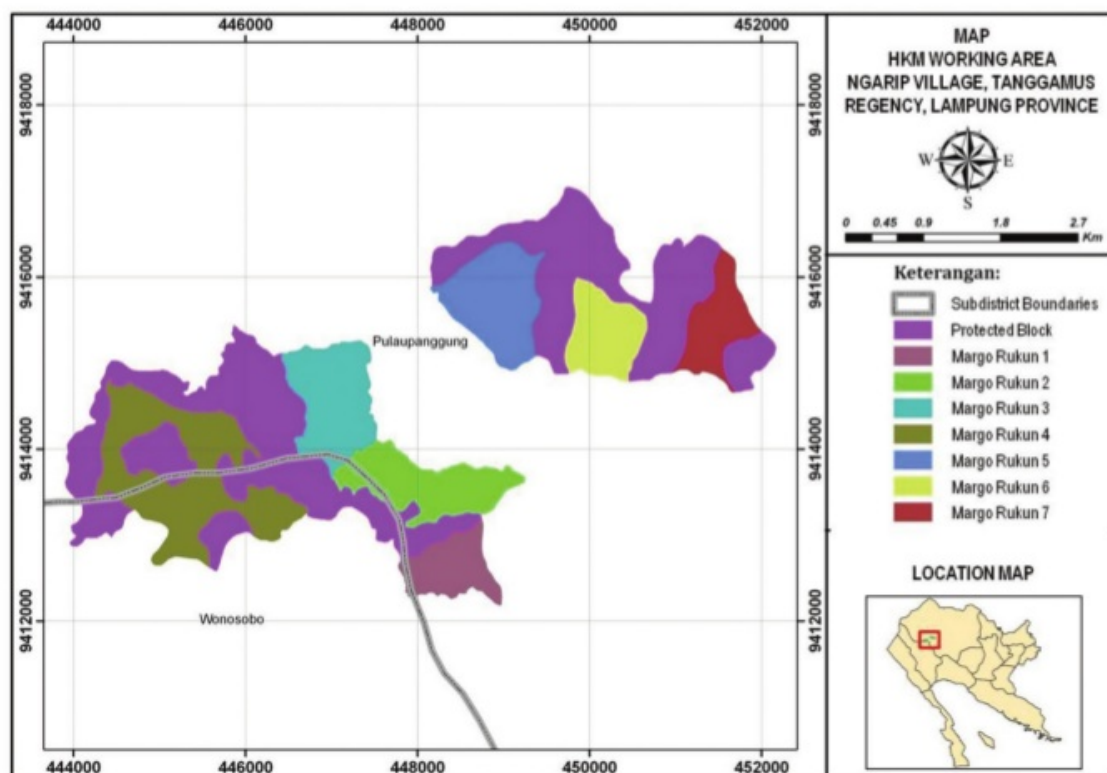 444000 446000 448000 450000 452000
9418000
9416000
9414000
9412000
9418000
9416000
9414000
9412000
444000 446000 448000 450000 452000
Pulaupanggung
Wonosobo
MAP
HKM WORKING AREA
NGARIP VILLAGE, TANGGAMUS
REGENCY, LAMPUNG PROVINCE
N
W E
S
0 0.45 0.9 1.8 2.7
Km
Keterangan:
Subdistrict Boundaries
Protected Block
Margo Rukun 1
Margo Rukun 2
Margo Rukun 3
Margo Rukun 4
Margo Rukun 5
Margo Rukun 6
Margo Rukun 7
LOCATION MAP